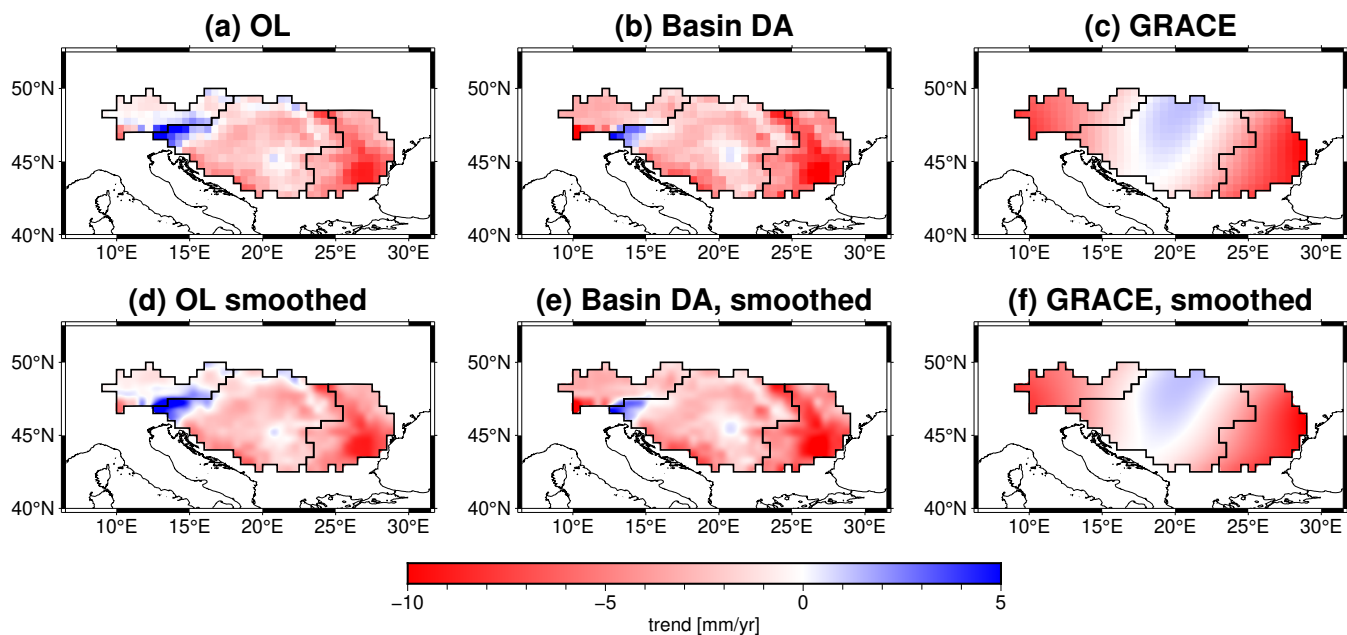 (a) OL
(b) Basin DA
(c) GRACE
50°N
45°N
40°N
10°E 15°E 20°E 25°E 30°E
50°N
45°N
40°N
10°E 15°E 20°E 25°E 30°E
50°N
45°N
40°N
10°E 15°E 20°E 25°E 30°E
(d) OL smoothed
(e) Basin DA, smoothed
(f) GRACE, smoothed
50°N
45°N
40°N
10°E 15°E 20°E 25°E 30°E
50°N
45°N
40°N
10°E 15°E 20°E 25°E 30°E
50°N
45°N
40°N
10°E 15°E 20°E 25°E 30°E
−10 −5 0 5
trend [mm/yr]